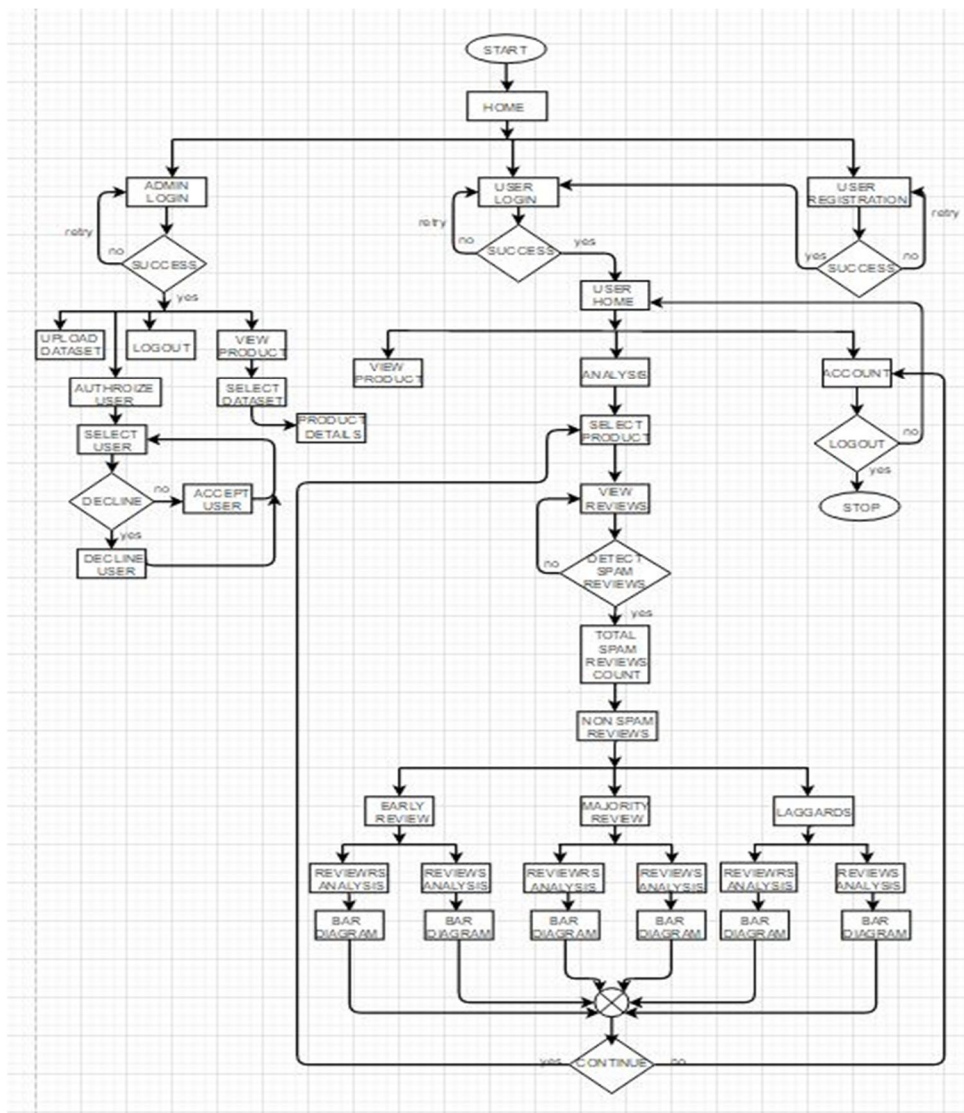 START
HOME
ADMIN
LOGIN
USER
LOGIN
USER
REGISTRATION
retry
no
SUCCESS
yes
retry
no
SUCCESS
yes
yes
SUCCESS
no
retry
USER
HOME
UPLOAD
DATASET
LOGOUT
VIEW
PRODUCT
VIEW
PRODUCT
ANALYSIS
ACCOUNT
AUTHROIZE
USER
SELECT
DATASET
PRODUCT
DETAILS
SELECT
USER
SELECT
PRODUCT
LOGOUT
no
yes
STOP
DECLINE
no
ACCEPT
USER
yes
DECLINE
USER
VIEW
REVIEWS
DETECT
SPAM
REVIEWS
no
yes
TOTAL
SPAM
REVIEWS
COUNT
NON SPAM
REVIEWS
EARLY
REVIEW
MAJORITY
REVIEW
LAGGARDS
REVIEWRS
ANALYSIS
REVIEWS
ANALYSIS
REVIEWRS
ANALYSIS
REVIEWS
ANALYSIS
REVIEWRS
ANALYSIS
REVIEWS
ANALYSIS
BAR
DIAGRAM
BAR
DIAGRAM
BAR
DIAGRAM
BAR
DIAGRAM
BAR
DIAGRAM
BAR
DIAGRAM
yes
CONTINUE
no